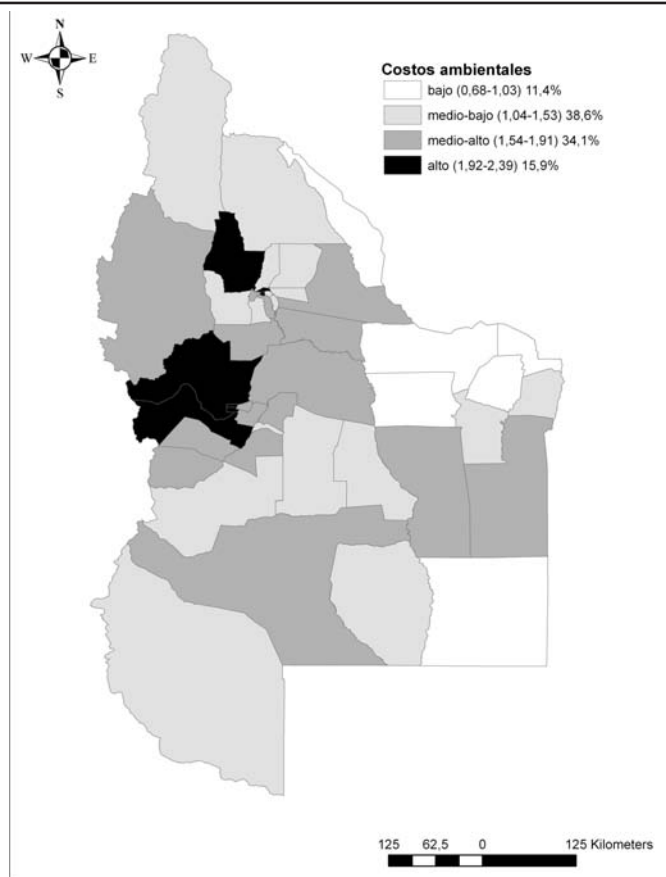 N
W E
S
Costos ambientales
bajo (0,68-1,03) 11,4%
medio-bajo (1,04-1,53) 38,6%
medio-alto (1,54-1,91) 34,1%
alto (1,92-2,39) 15,9%
125 62,5 0 125 Kilometers